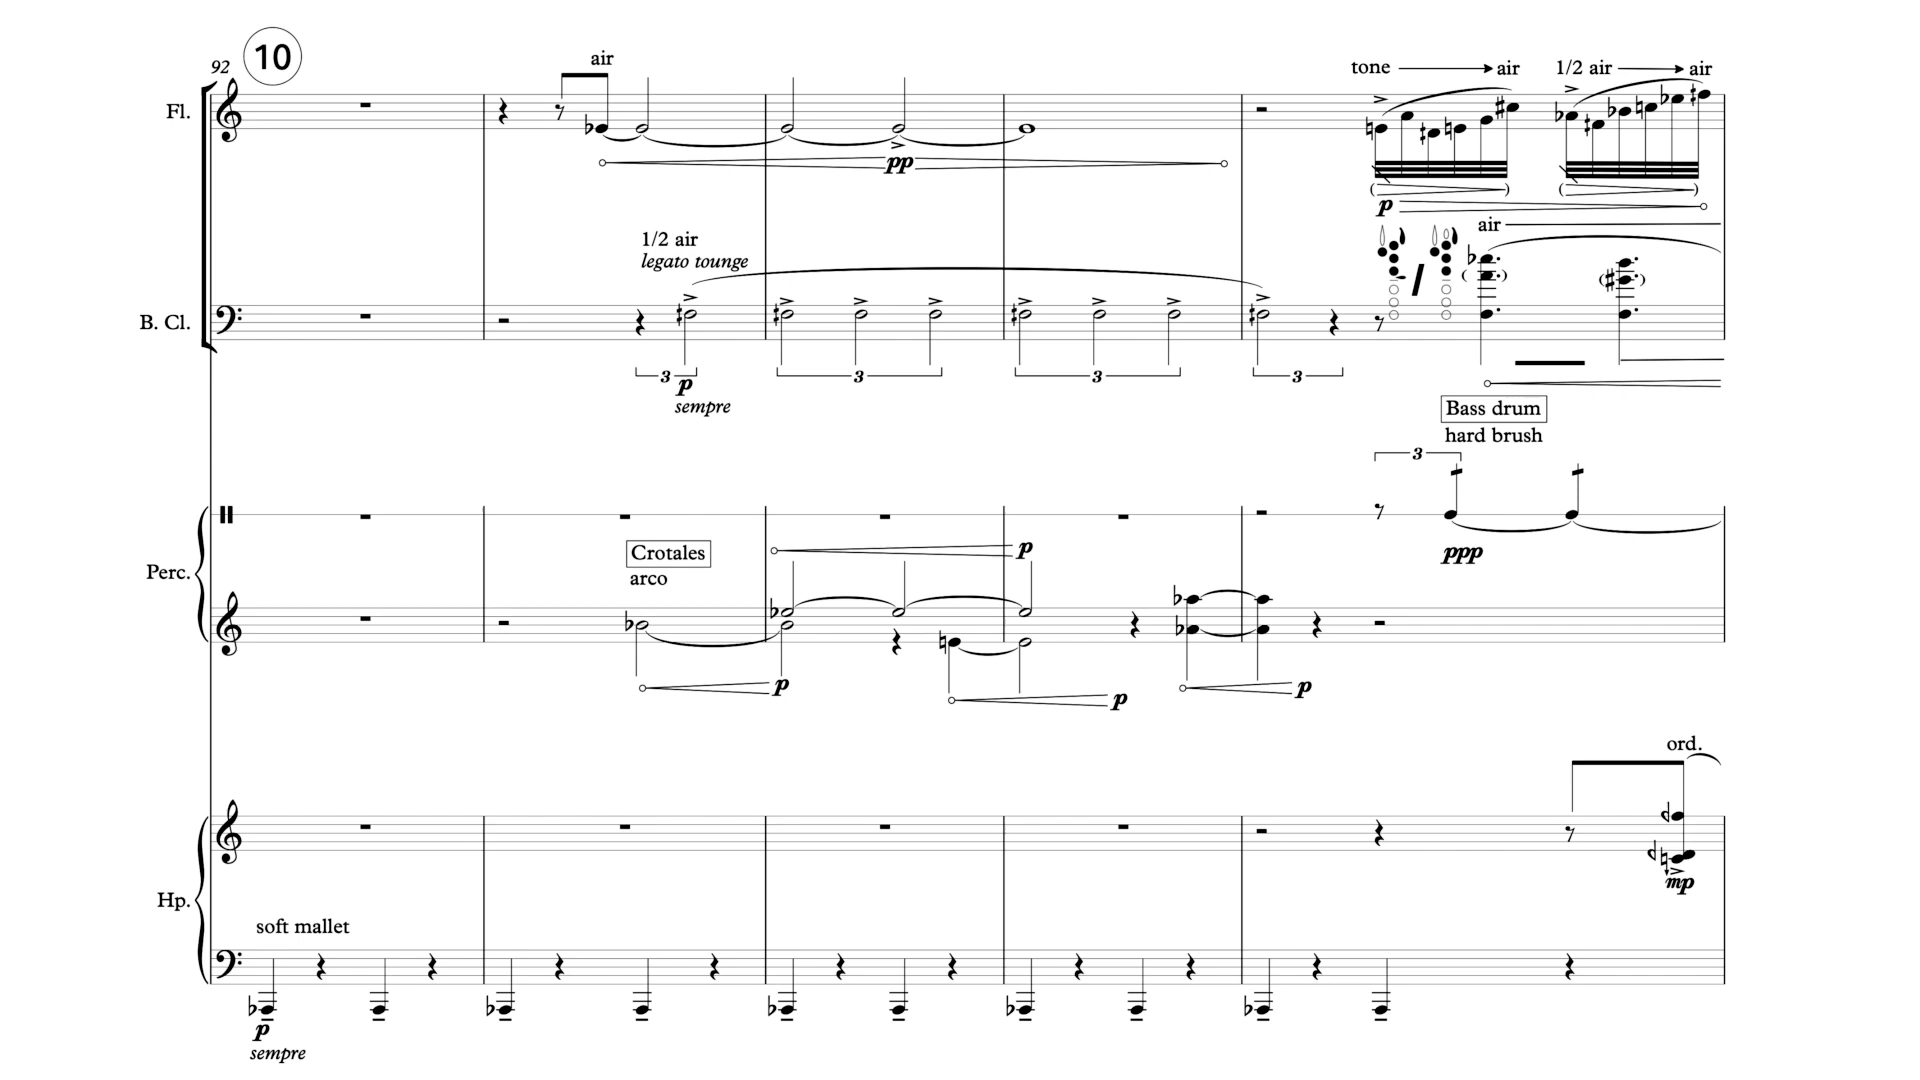 10
92
air
tone air 1/2 air air
Fl.
pp
p
air
1/2 air
legato tounge
B. Cl.
3 3 3 3
p
sempre
Bass drum
hard brush
3
ppp
Crotales
arco
p
Perc.
p p p
ord.
mp
Hp.
soft mallet
p
sempre